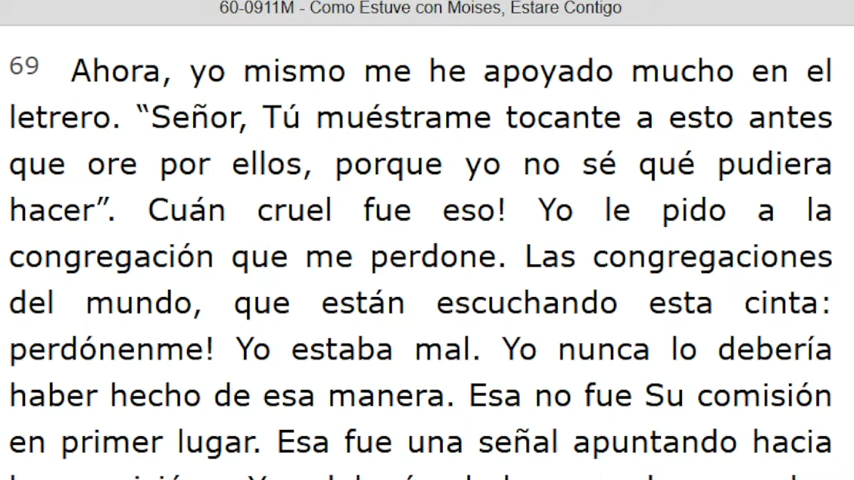 60-0911M - Como Estuve con Moises, Estare Contigo
69 Ahora, yo mismo me he apoyado mucho en el
letrero. “Señor, Tú muéstrame tocante a esto antes
que ore por ellos, porque yo no sé qué pudiera
hacer”. Cuán cruel fue eso! Yo le pido a la
congregación que me perdone. Las congregaciones
del mundo, que están escuchando esta cinta:
perdónenme! Yo estaba mal. Yo nunca lo debería
haber hecho de esa manera. Esa no fue Su comisión
en primer lugar. Esa fue una señal apuntando hacia